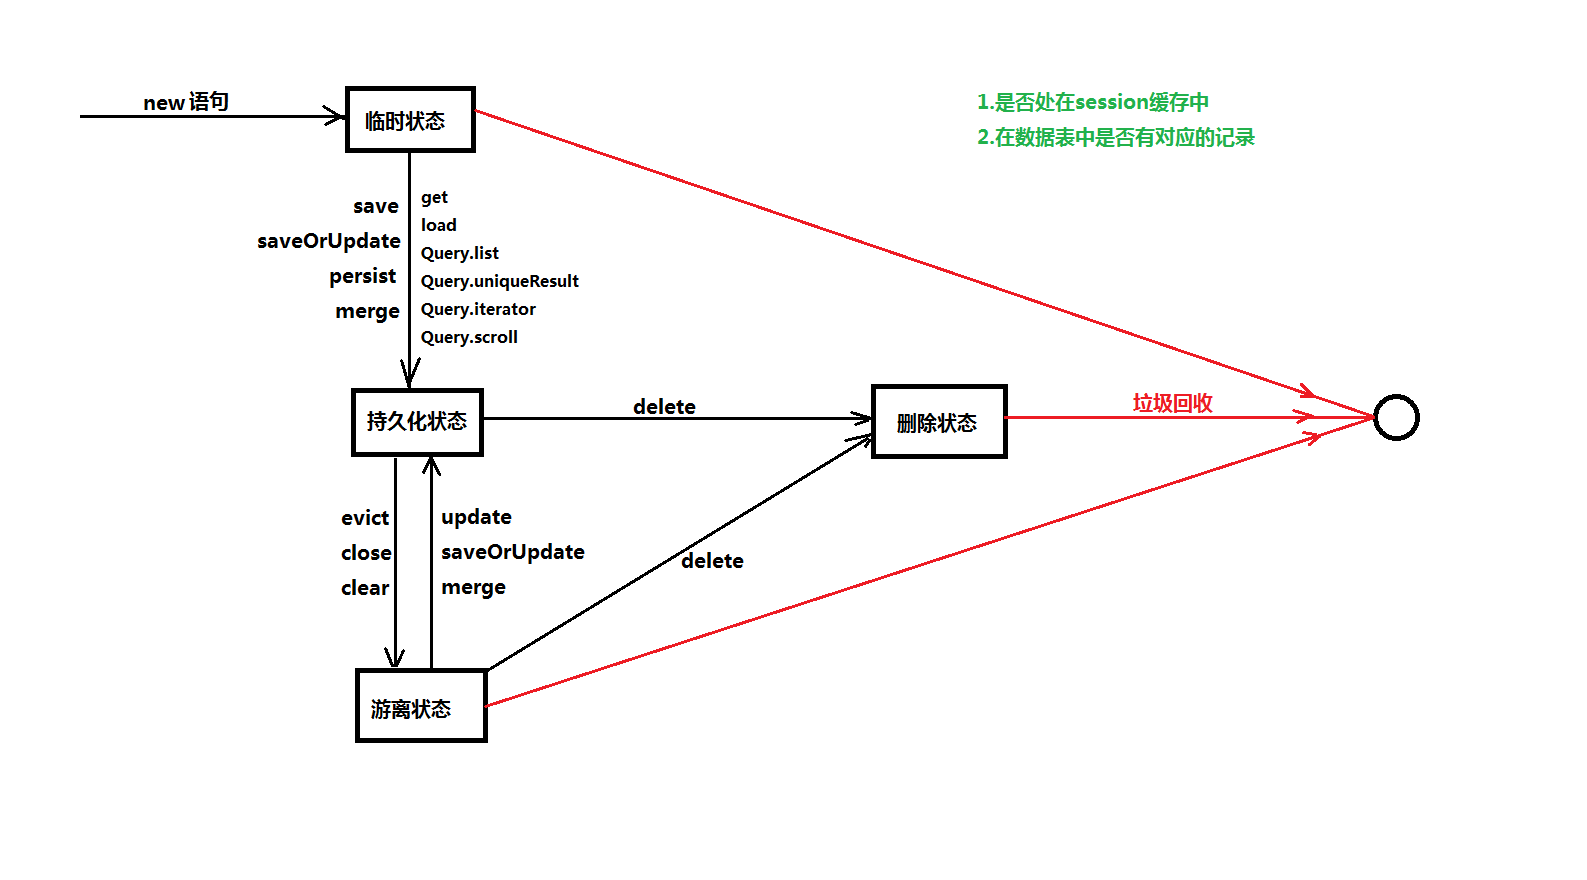 new 语句
临时状态
1.是否处在session缓存中
2.在数据表中是否有对应的记录
save
saveOrUpdate
persist
merge
get
load
Query.list
Query.uniqueResult
Query.iterator
Query.scroll
持久化状态
delete
删除状态
垃圾回收
evict
close
clear
update
saveOrUpdate
merge
delete
游离状态